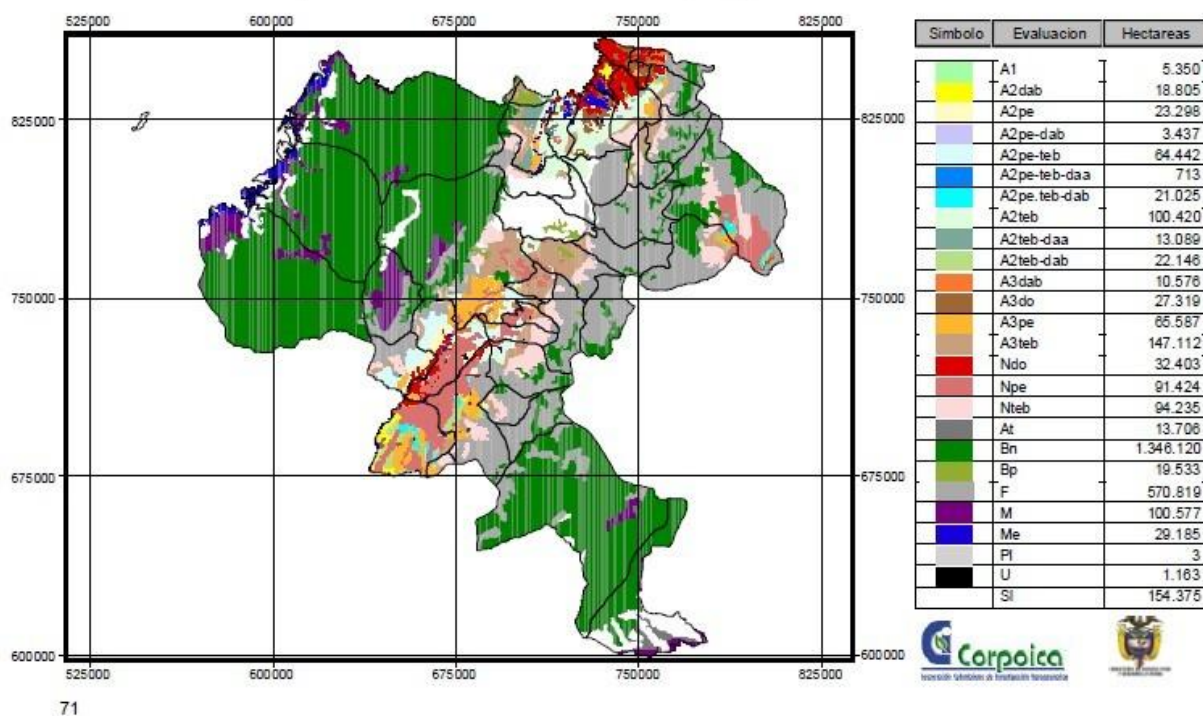 525000 600000 675000 750000 825000
Simbolo Evaluacion Hectareas
A1 5.350
A2dab 18.805
825000 825000
A2pe 23.298
A2pe-dab 3.437
A2pe-teb 64.442
A2pe-teb-daa 713
A2pe.teb-dab 21.025
A2teb 100.420
A2teb-daa 13.089
A2teb-dab 22.146
A3dab 10.576
750000 750000
A3do 27.319
A3pe 65.587
A3teb 147.112
Ndo 32.403
Npe 91.424
Nteb 94.235
At 13.706
Bn 1.346.120
675000 675000
Bp 19.533
F 570.819
M 100.577
Me 29.185
Pl 3
U 1.163
SI 154.375
600000 600000
525000 600000 675000 750000 825000
Corpoica
71